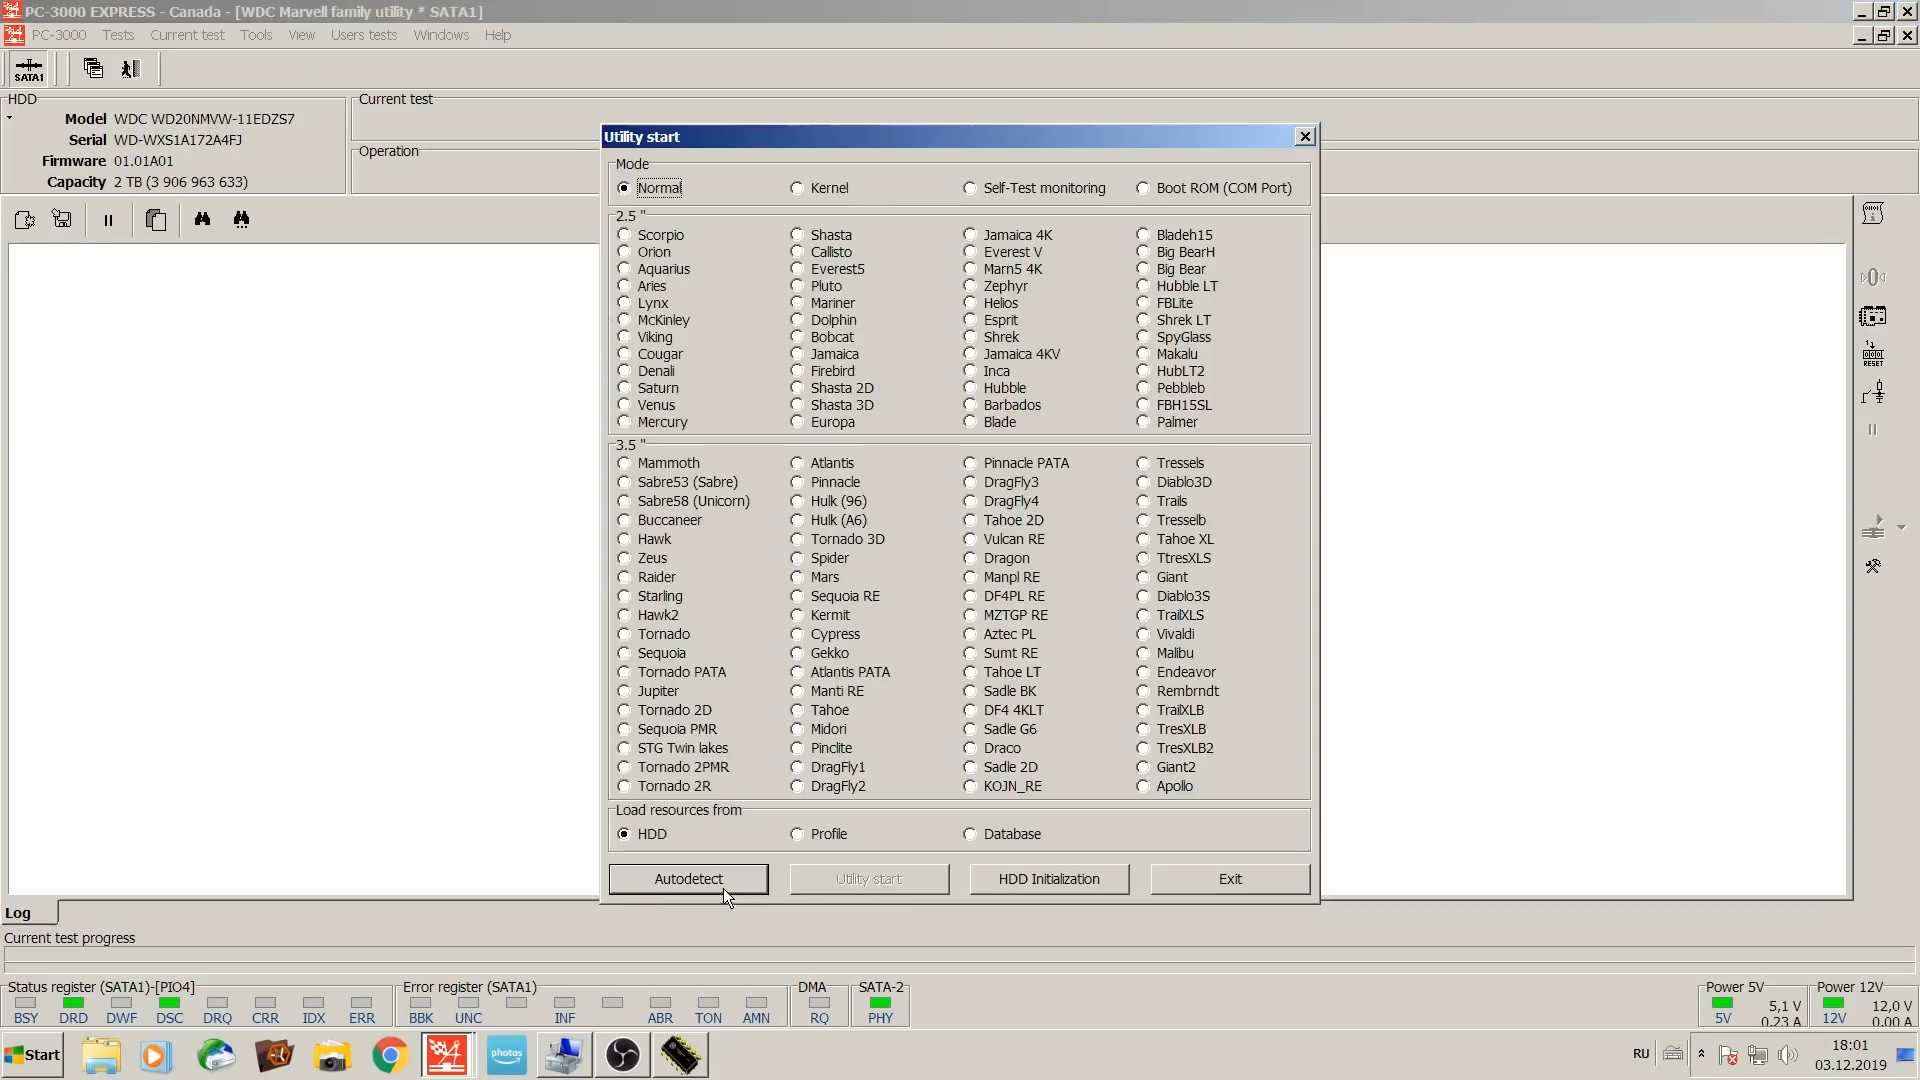 PC-3000 EXPRESS - Canada - [WDC Marvell family utility * SATA1]
PC-3000 Tests Current test Tools View Users tests Windows Help
SATA1
HDD
Model WDC WD20NMVW-11EDZS7
Serial WD-WXS1A172A4FJ
Firmware 01.01A01
Capacity 2 TB (3 906 963 633)
Current test
Operation
Utility start
Mode
Normal Kernel Self-Test monitoring Boot ROM (COM Port)
2.5 "
Scorpio Shasta Jamaica 4K Bladeh15
Orion Callisto Everest V Big BearH
Aquarius Everest5 Marn5 4K Big Bear
Aries Pluto Zephyr Hubble LT
Lynx Mariner Helios FBLite
McKinley Dolphin Esprit Shrek LT
Viking Bobcat Shrek SpyGlass
Cougar Jamaica Jamaica 4KV Makalu
Denali Firebird Inca HubLT2
Saturn Shasta 2D Hubble Pebbleb
Venus Shasta 3D Barbados FBH15SL
Mercury Europa Blade Palmer
3.5 "
Mammoth Atlantis Pinnacle PATA Tressels
Sabre53 (Sabre) Pinnacle DragFly3 Diablo3D
Sabre58 (Unicorn) Hulk (96) DragFly4 Trails
Buccaneer Hulk (A6) Tahoe 2D Tresselb
Hawk Tornado 3D Vulcan RE Tahoe XL
Zeus Spider Dragon TtresXLS
Raider Mars Manpl RE Giant
Starling Sequoia RE DF4PL RE Diablo3S
Hawk2 Kermit MZTGP RE TrailXLS
Tornado Cypress Aztec PL Vivaldi
Sequoia Gekko Sumt RE Malibu
Tornado PATA Atlantis PATA Tahoe LT Endeavor
Jupiter Manti RE Sadle BK Rembrndt
Tornado 2D Tahoe DF4 4KLT TrailXLB
Sequoia PMR Midori Sadle G6 TresXLB
STG Twin lakes Pinclite Draco TresXLB2
Tornado 2PMR DragFly1 Sadle 2D Giant2
Tornado 2R DragFly2 KOJN_RE Apollo
Load resources from
HDD Profile Database
Autodetect Utility start HDD Initialization Exit
RESET
Log
Current test progress
Status register (SATA1)-[PIO4] Error register (SATA1) DMA SATA-2 Power 5V Power 12V
BSY DRD DWF DSC DRQ CRR IDX ERR BBK UNC INF ABR TON AMN RQ PHY
5V 5,1 V 0.23 A 12V 12,0 V 0.00 A
Start photos RU 18:01
03.12.2019